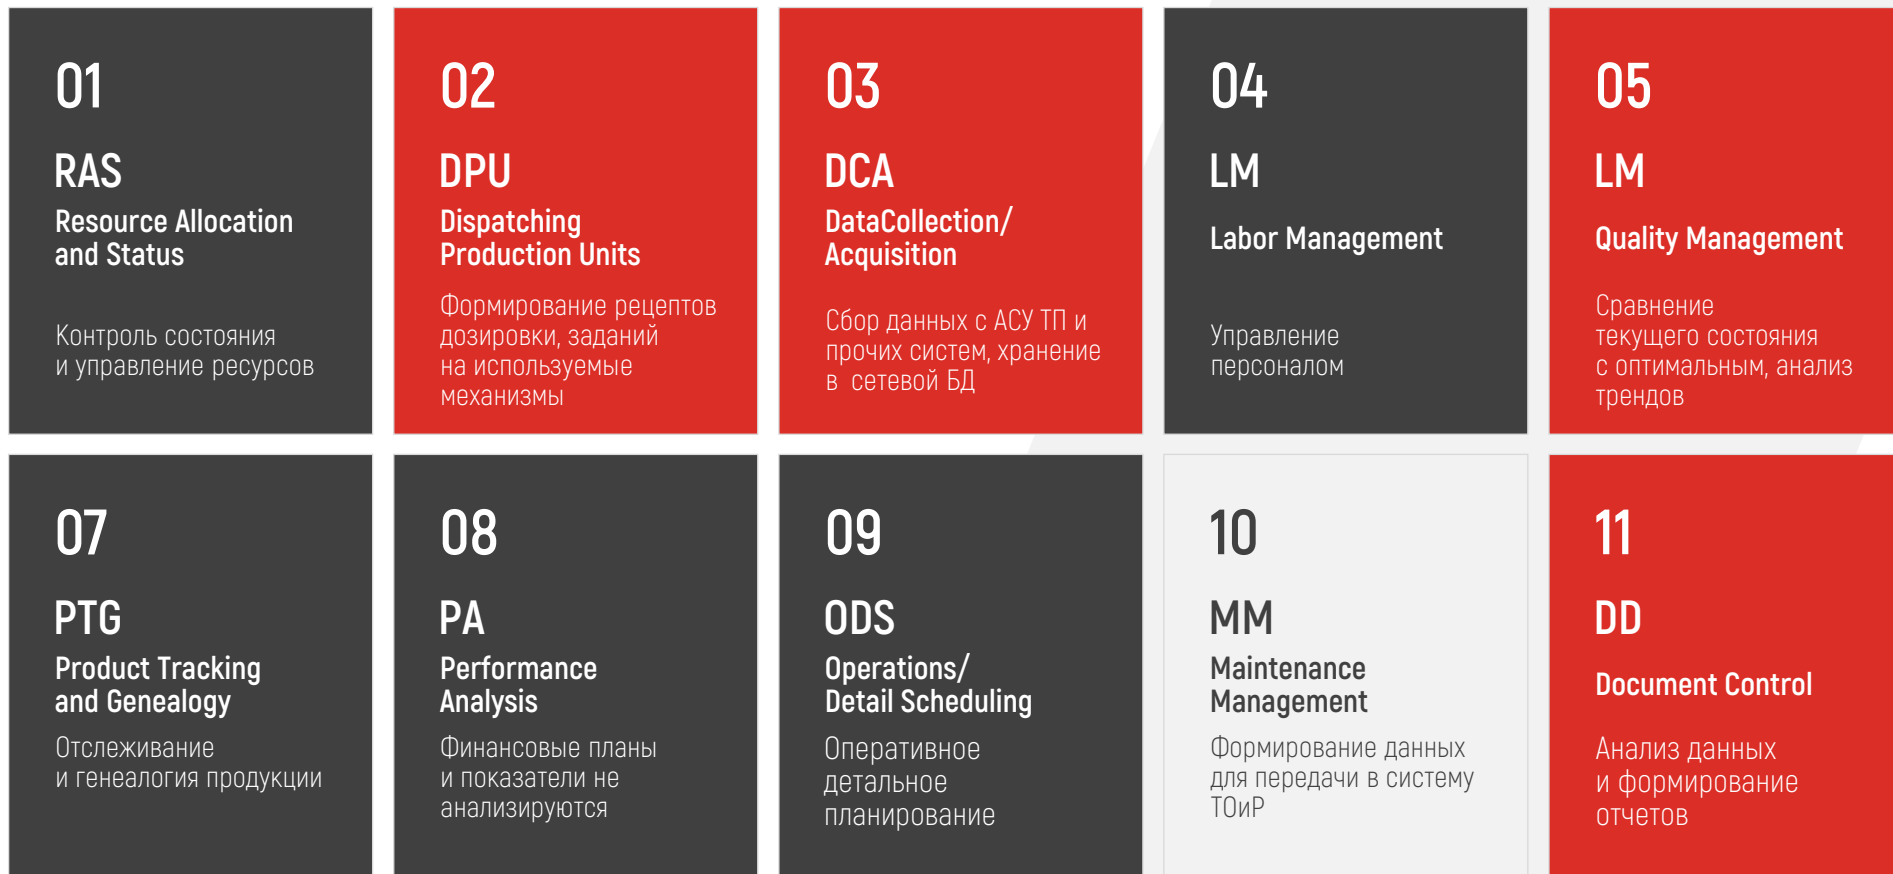 01
RAS
Resource Allocation
and Status
Контроль состояния
и управление ресурсов
02
DPU
Dispatching
Production Units
Формирование рецептов
дозировки, заданий
на используемые
механизмы
03
DCA
DataCollection/
Acquisition
Сбор данных с АСУ ТП и
прочих систем, хранение
в сетевой БД
04
LM
Labor Management
Управление
персоналом
05
LM
Quality Management
Сравнение
текущего состояния
с оптимальным, анализ
трендов
07
PTG
Product Tracking
and Genealogy
Отслеживание
и генеалогия продукции
08
PA
Performance
Analysis
Финансовые планы
и показатели не
анализируются
09
ODS
Operations/
Detail Scheduling
Оперативное
детальное
планирование
10
MM
Maintenance
Management
Формирование данных
для передачи в систему
ТОиР
11
DD
Document Control
Анализ данных
и формирование
отчетов